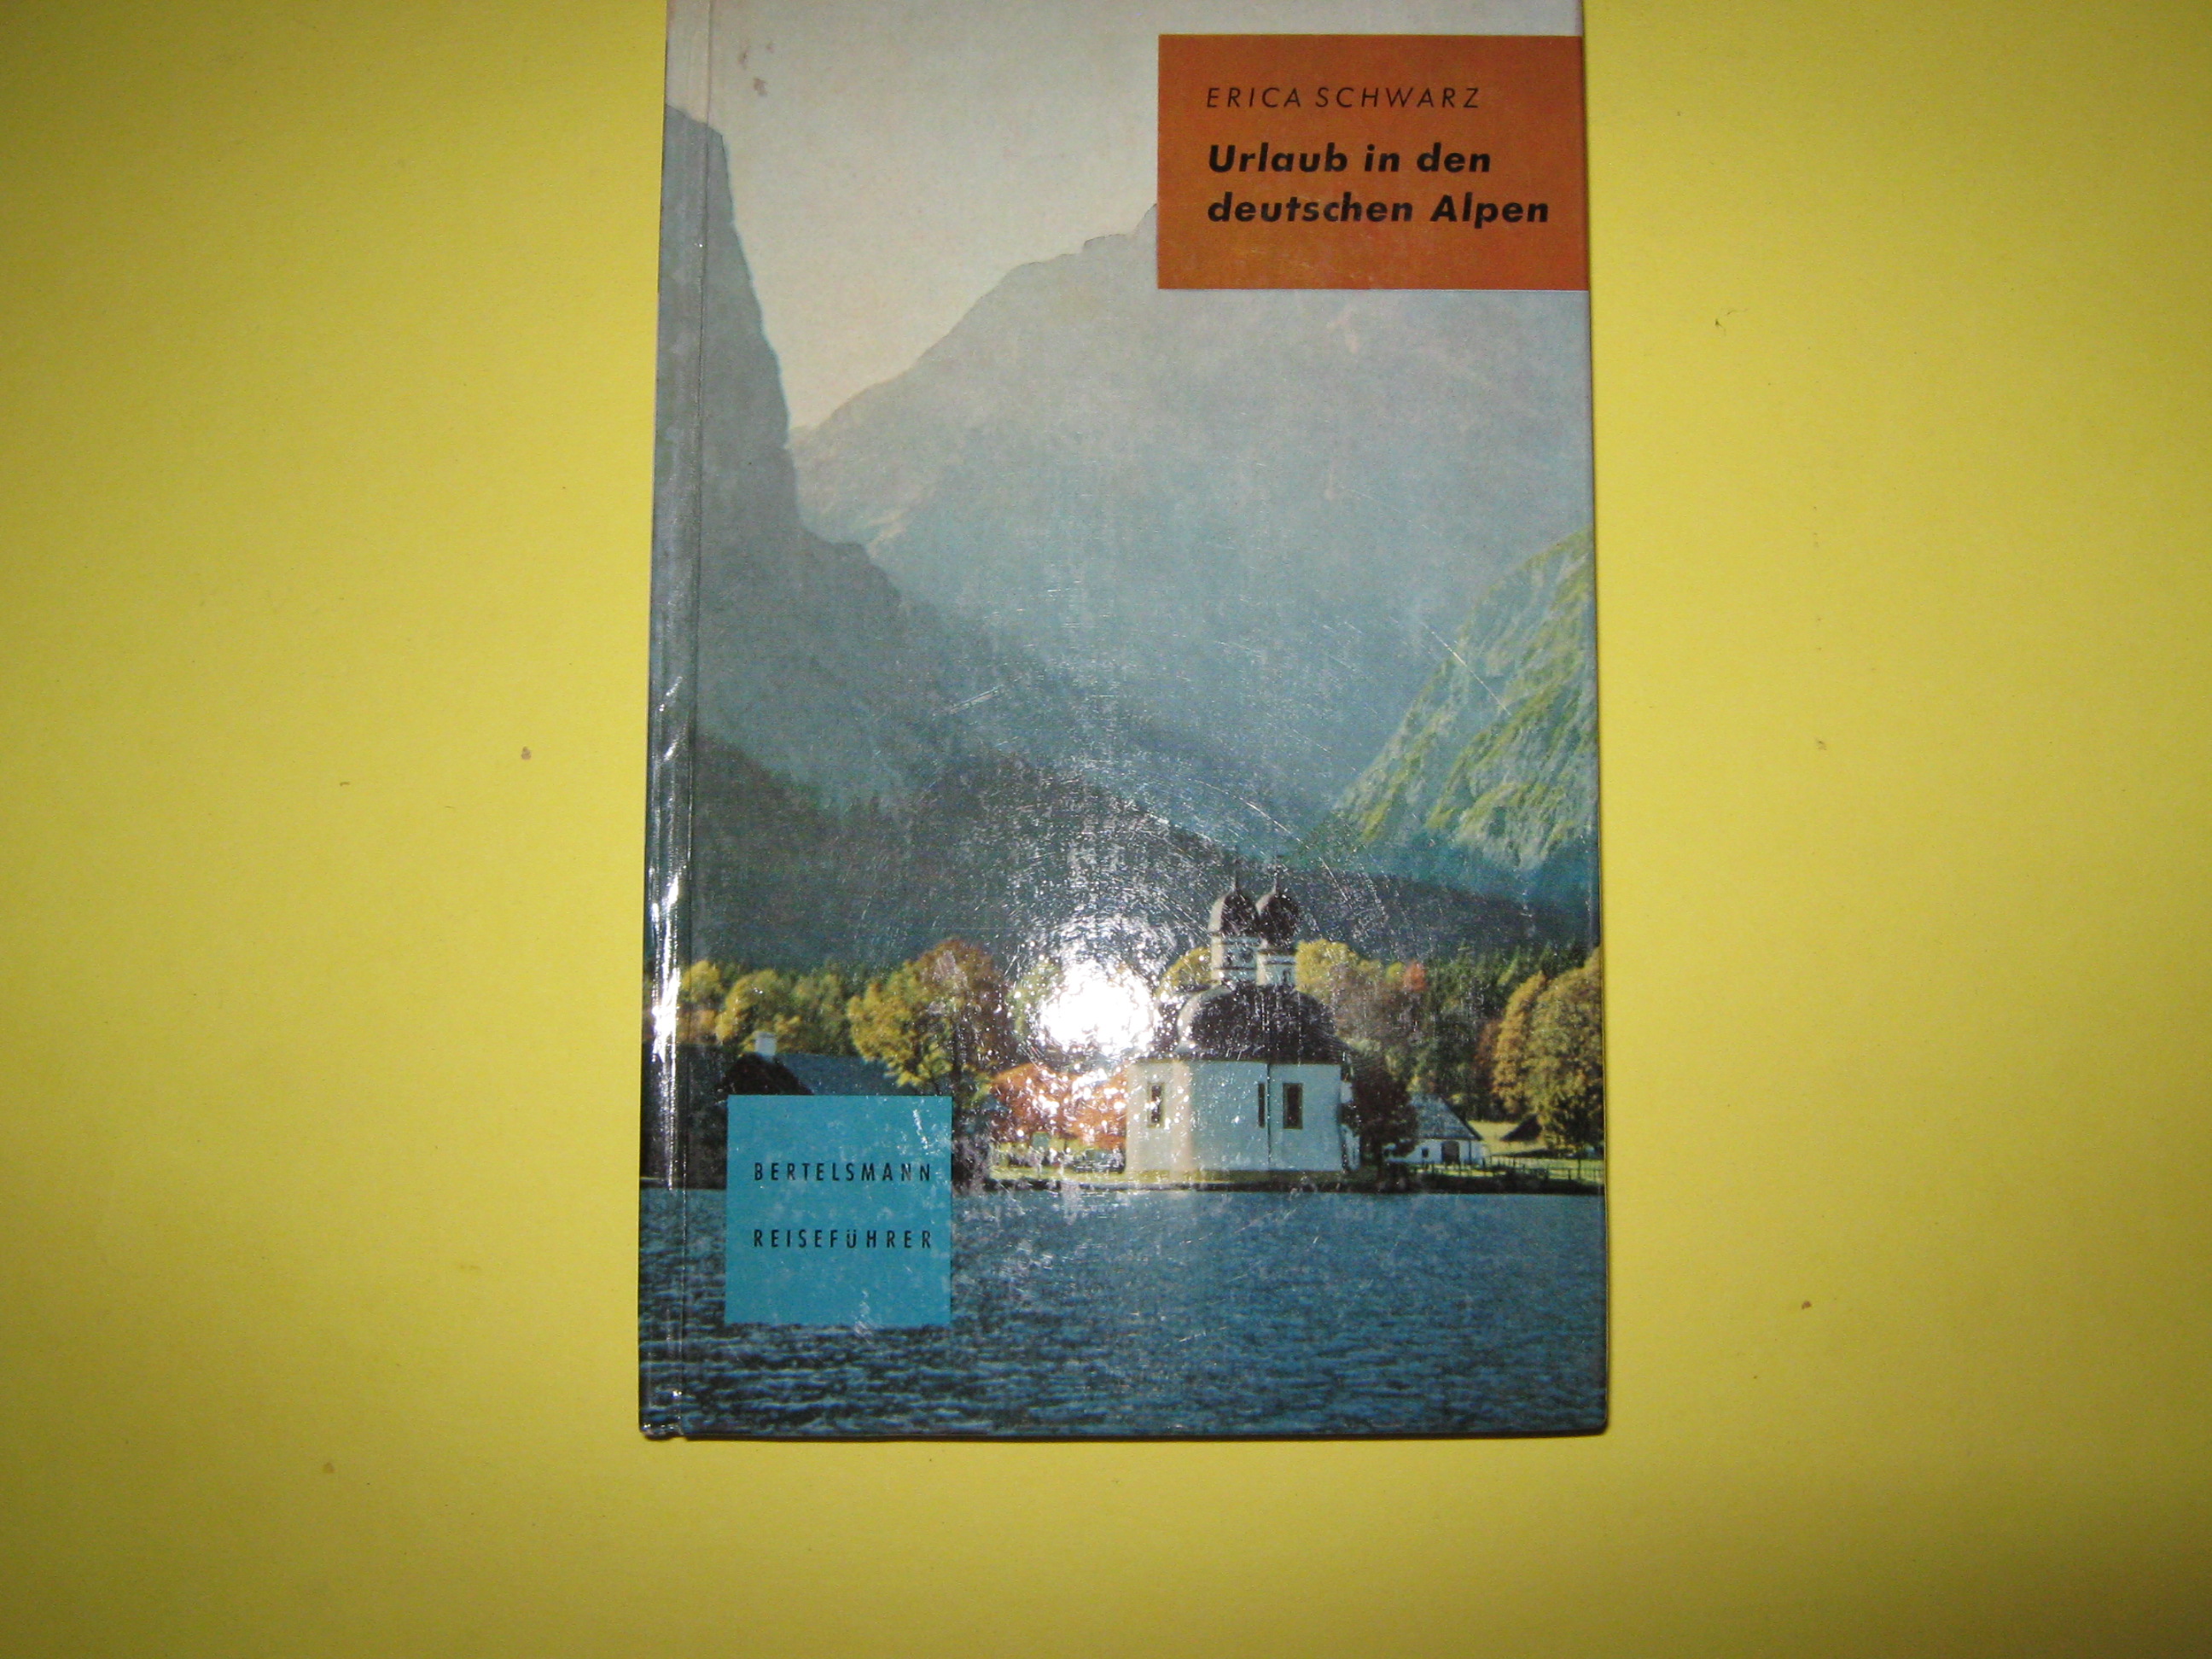 ERICA SCHWARZ
Urlaub in den
deutschen Alpen
BERTELSMANN
REISEFÜHRER